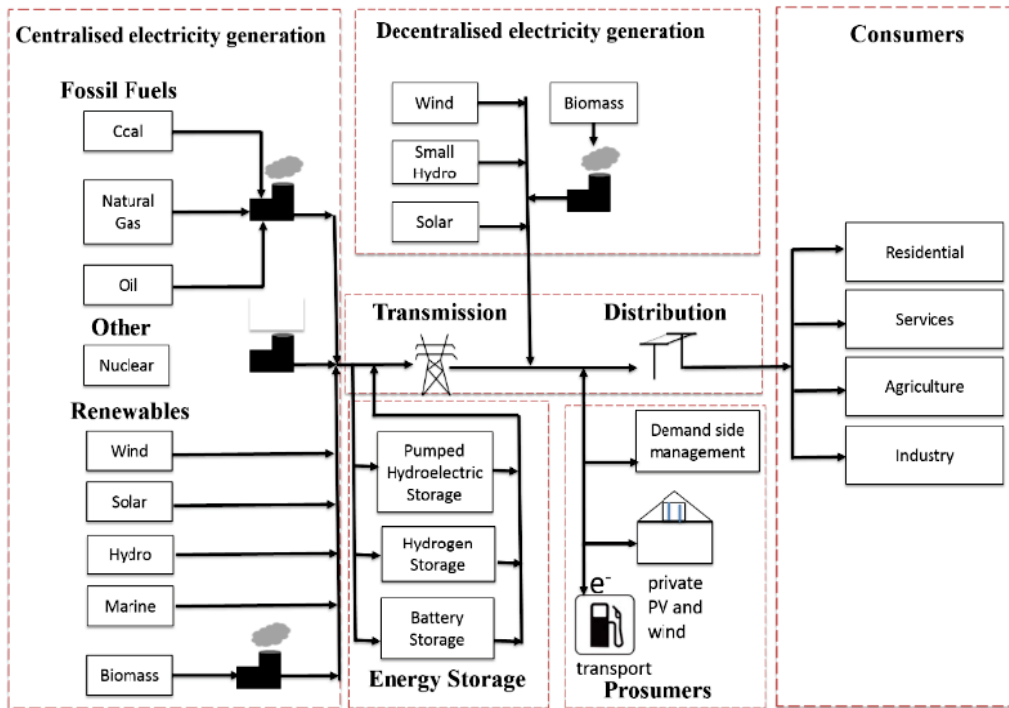 Centralised electricity generation
Fossil Fuels
Ccal
Natural
Gas
Oil
Other
Nuclear
Renewables
Wind
Solar
Hydro
Marine
Biomass
Decentralised electricity generation
Wind
Small
Hydro
Solar
Biomass
Transmission
Distribution
Pumped
Hydroelectric
Storage
Hydrogen
Storage
Battery
Storage
Energy Storage
Demand side
management
private
PV and
wind
e-
transport
Prosumers
Consumers
Residential
Services
Agriculture
Industry